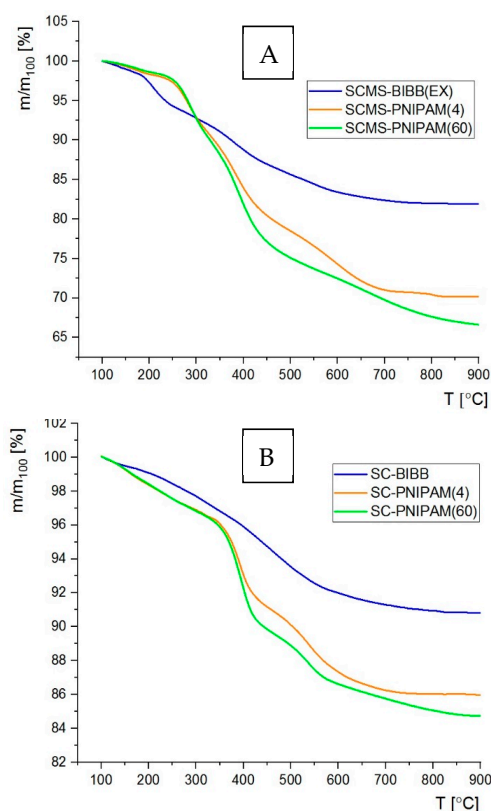 A
m/m100 [%]
SCMS-BIBB(EX)
SCMS-PNIPAM(4)
SCMS-PNIPAM(60)
100
95
90
85
80
75
70
65
100 200 300 400 500 600 700 800 900
T [°C]
B
m/m100 [%]
SC-BIBB
SC-PNIPAM(4)
SC-PNIPAM(60)
102
100
98
96
94
92
90
88
86
84
82
100 200 300 400 500 600 700 800 900
T [°C]